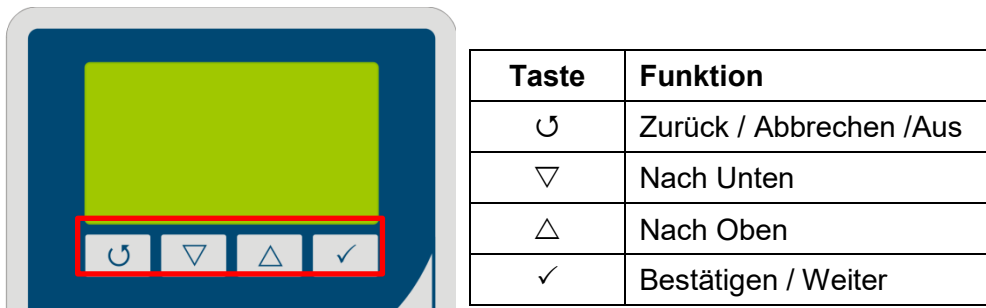 Taste Funktion
↺ Zurück / Abbrechen /Aus
▽ Nach Unten
△ Nach Oben
✓ Bestätigen / Weiter
↺ ▽ △ ✓